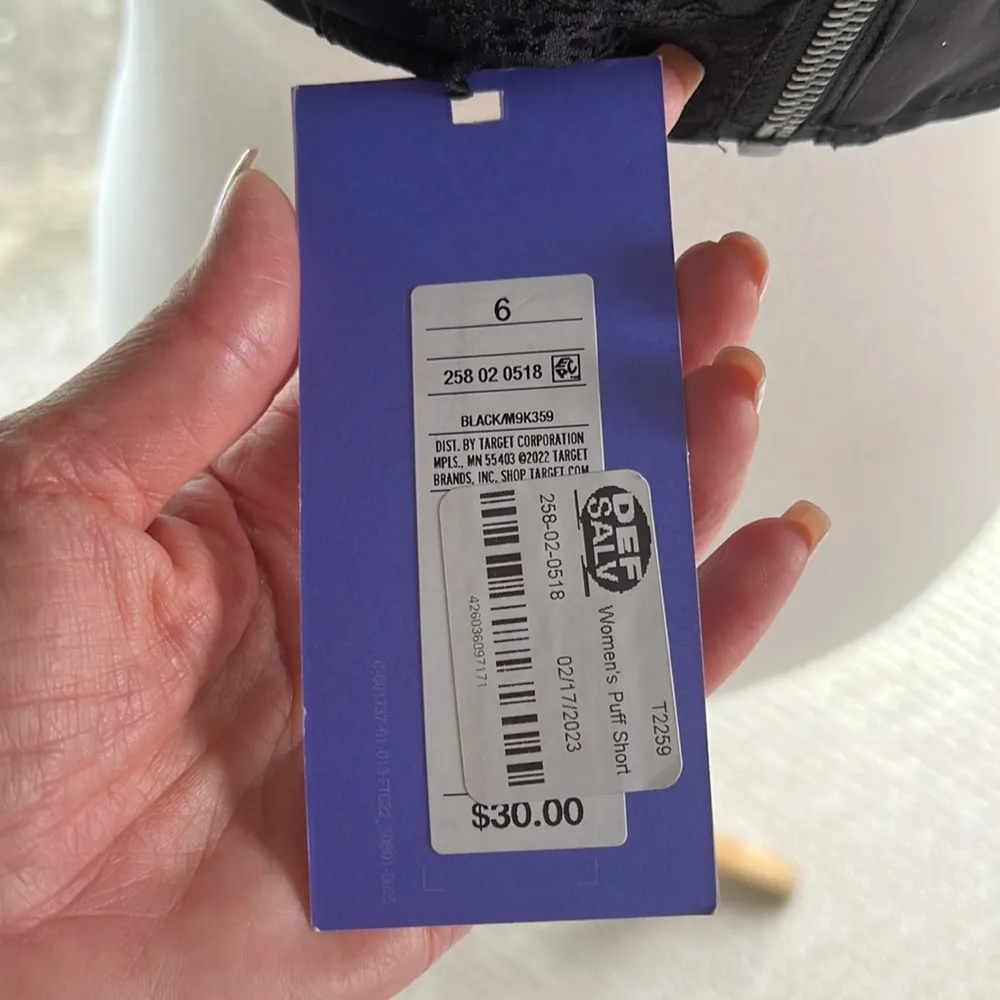 6
258 02 0518
BLACK/M9K359
DIST. BY TARGET CORPORATION
MPLS., MN 55403 ©2022 TARGET
BRANDS, INC. SHOP TARGET.COM
DEF
SALV
T2259
Women's Puff Short
258-02-0518 02/17/2023
426036097171
$30.00